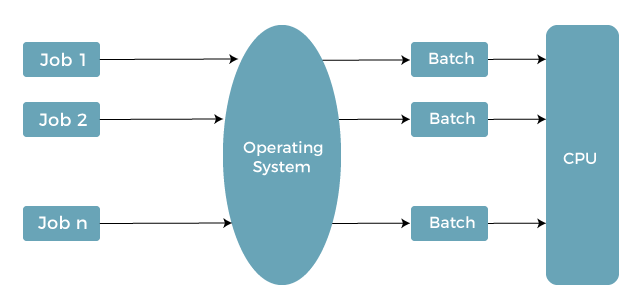 Job 1
Batch
Job 2
Batch
Operating
System
CPU
Job n
Batch